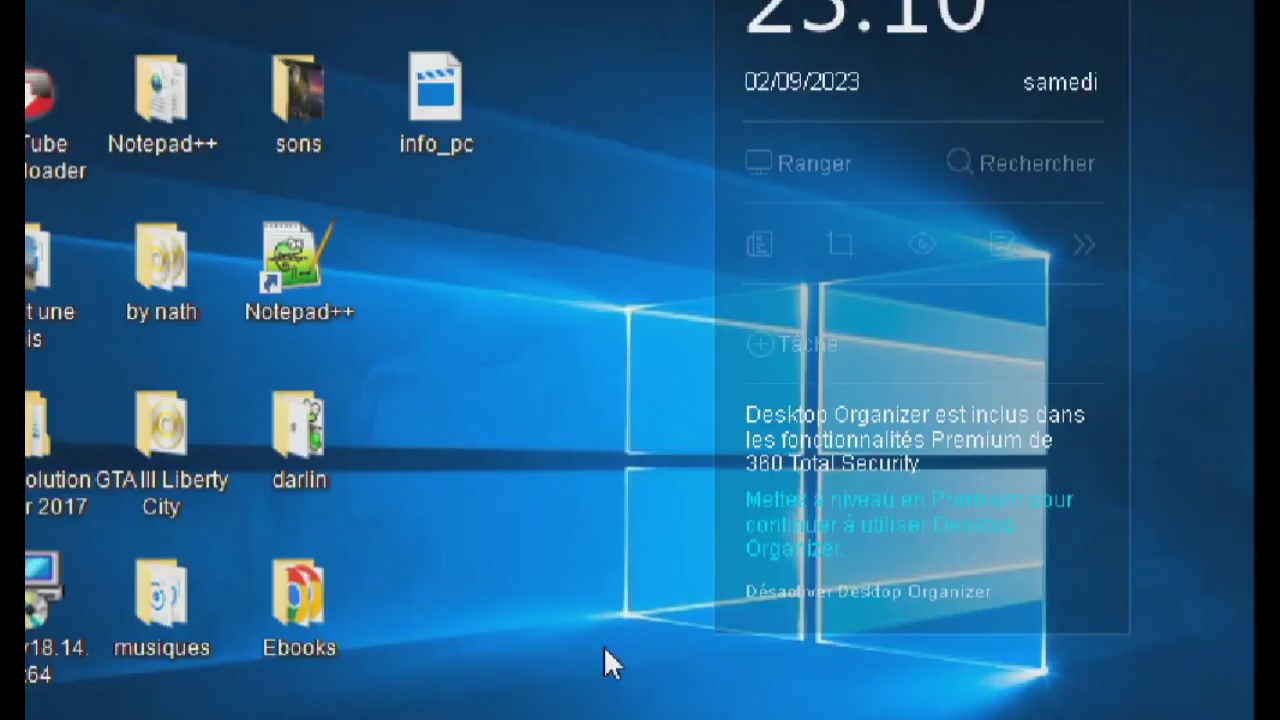 23:10
02/09/2023 samedi
Ranger Rechercher
Tâche
Desktop Organizer est inclus dans
les fonctionnalités Premium de
360 Total Security
Mettez à niveau en Premium pour
continuer à utiliser Desktop
Organizer.
Désactiver Desktop Organizer
Tube
loader
Notepad++
sons
info_pc
t une
is
by nath
Notepad++
olution
r 2017
GTA III Liberty
City
darlin
v18.14.
x64
musiques
Ebooks